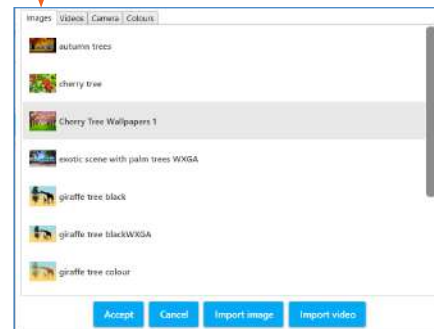 Images Videos Camera Colours
autumn trees
cherry tree
Cherry Tree Wallpapers 1
exotic scene with palm trees WXGA
giraffe tree black
giraffe tree blackWXGA
giraffe tree colour
Accept Cancel Import image Import video